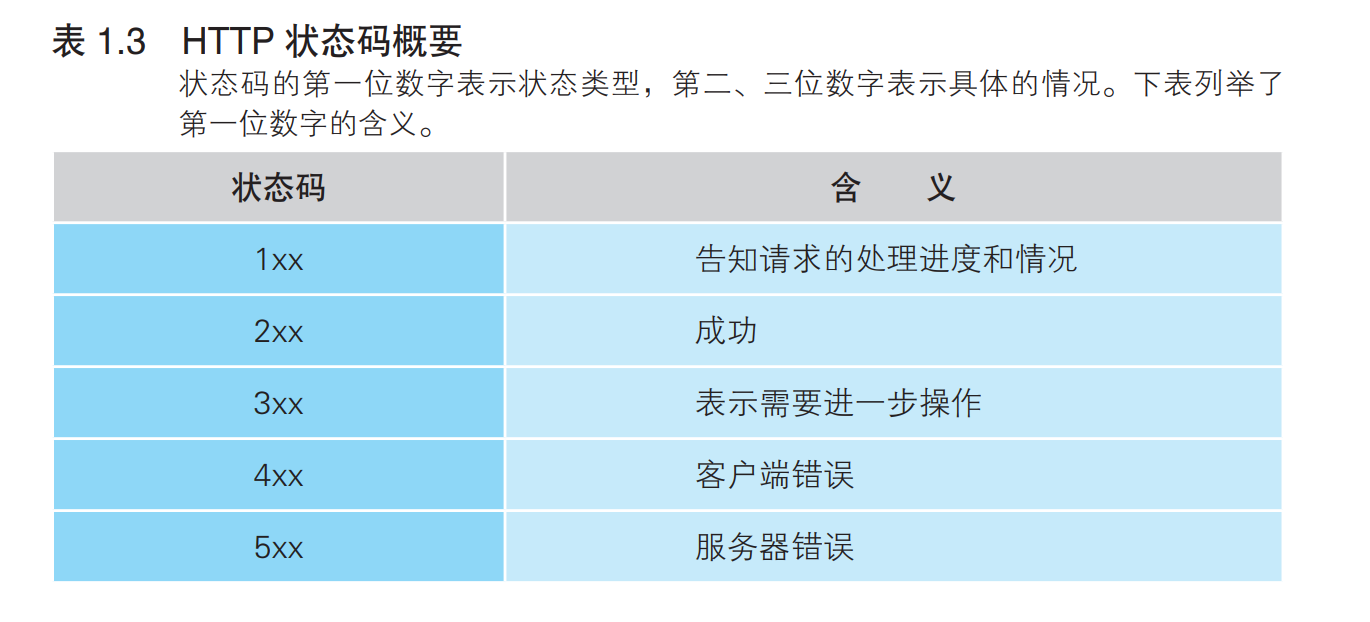 表 1.3 HTTP 状态码概要
状态码的第一位数字表示状态类型，第二、三位数字表示具体的情况。下表列举了
第一位数字的含义。
状态码 含 义
1xx 告知请求的处理进度和情况
2xx 成功
3xx 表示需要进一步操作
4xx 客户端错误
5xx 服务器错误